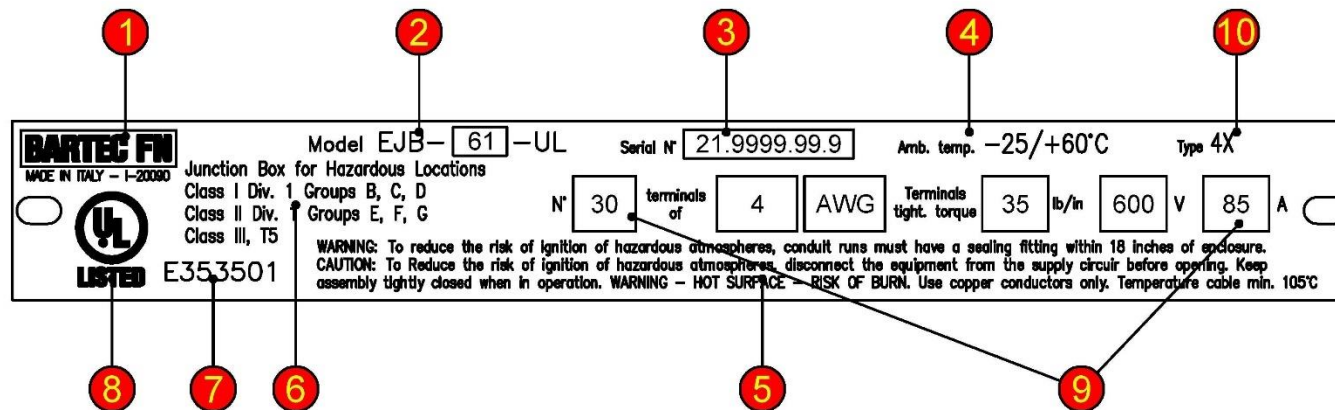 1 2 3 4 10
BARTEC FN Model EJB- 61 -UL Serial N° 21.9999.99.9 Amb. temp. -25/+60°C Type 4X
MADE IN ITALY - I-20090
Junction Box for Hazardous Locations
Class I Div. 1 Groups B, C, D
Class II Div. 1 Groups E, F, G
Class III, T5
N° 30 terminals of 4 AWG Terminals tight. torque 35 lb/in 600 V 85 A
UL
LISTED
E353501
WARNING: To reduce the risk of ignition of hazardous atmospheres, conduit runs must have a sealing fitting within 18 inches of enclosure.
CAUTION: To Reduce the risk of ignition of hazardous atmospheres, disconnect the equipment from the supply circuir before opening. Keep
assembly tightly closed when in operation. WARNING - HOT SURFACE - RISK OF BURN. Use copper conductors only. Temperature cable min. 105°C
8 7 6 5 9